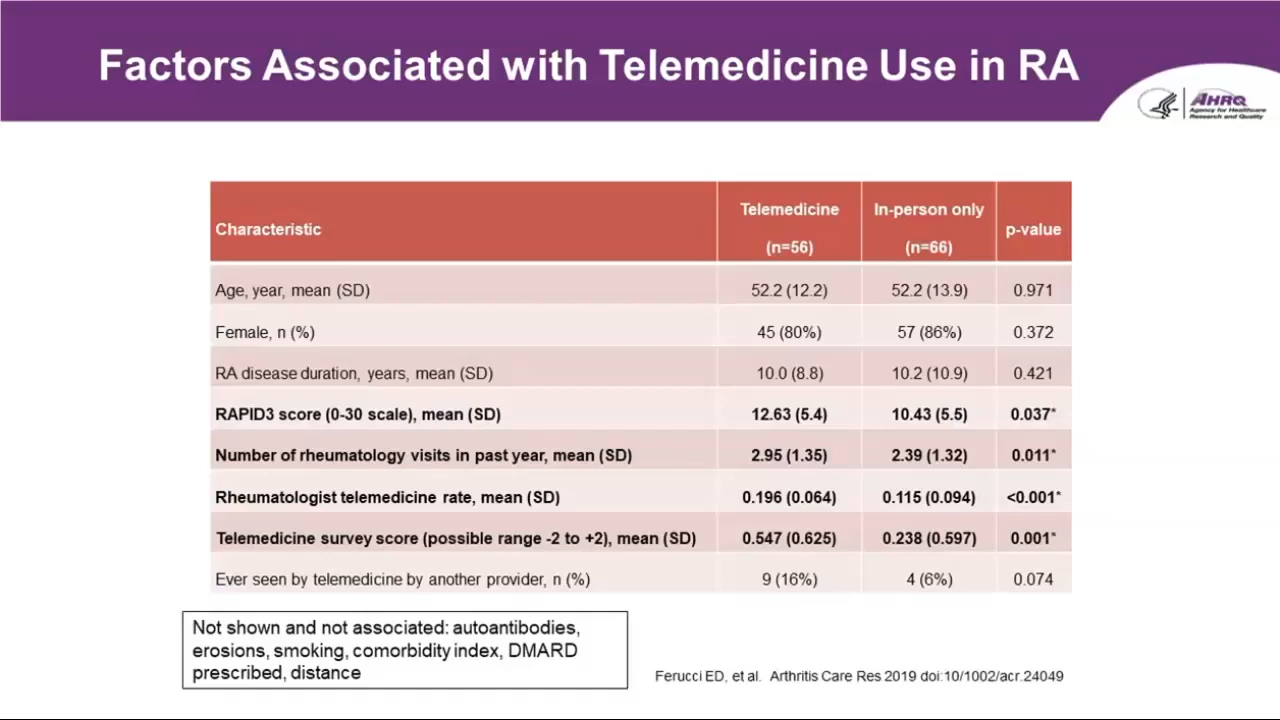 Factors Associated with Telemedicine Use in RA
AHRQ
Agency for Healthcare
Research and Quality
Characteristic Telemedicine (n=56) In-person only (n=66) p-value
Age, year, mean (SD) 52.2 (12.2) 52.2 (13.9) 0.971
Female, n (%) 45 (80%) 57 (86%) 0.372
RA disease duration, years, mean (SD) 10.0 (8.8) 10.2 (10.9) 0.421
RAPID3 score (0-30 scale), mean (SD) 12.63 (5.4) 10.43 (5.5) 0.037*
Number of rheumatology visits in past year, mean (SD) 2.95 (1.35) 2.39 (1.32) 0.011*
Rheumatologist telemedicine rate, mean (SD) 0.196 (0.064) 0.115 (0.094) <0.001*
Telemedicine survey score (possible range -2 to +2), mean (SD) 0.547 (0.625) 0.238 (0.597) 0.001*
Ever seen by telemedicine by another provider, n (%) 9 (16%) 4 (6%) 0.074
Not shown and not associated: autoantibodies,
erosions, smoking, comorbidity index, DMARD
prescribed, distance
Ferucci ED, et al. Arthritis Care Res 2019 doi:10/1002/acr.24049